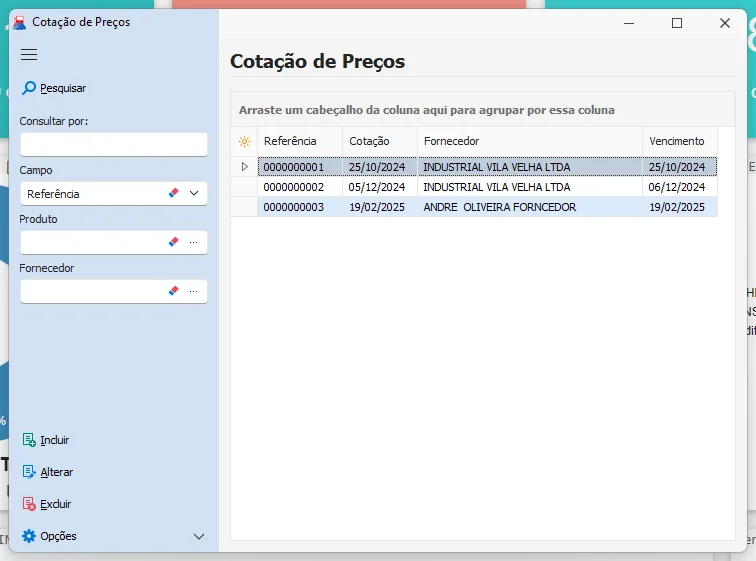 Cotação de Preços
Pesquisar
Consultar por:
Campo
Referência
Produto
...
Fornecedor
...
Incluir
Alterar
Excluir
Opções
Cotação de Preços
Arraste um cabeçalho da coluna aqui para agrupar por essa coluna
Referência Cotação Fornecedor Vencimento
0000000001 25/10/2024 INDUSTRIAL VILA VELHA LTDA 25/10/2024
0000000002 05/12/2024 INDUSTRIAL VILA VELHA LTDA 06/12/2024
0000000003 19/02/2025 ANDRE OLIVEIRA FORNCEDOR 19/02/2025